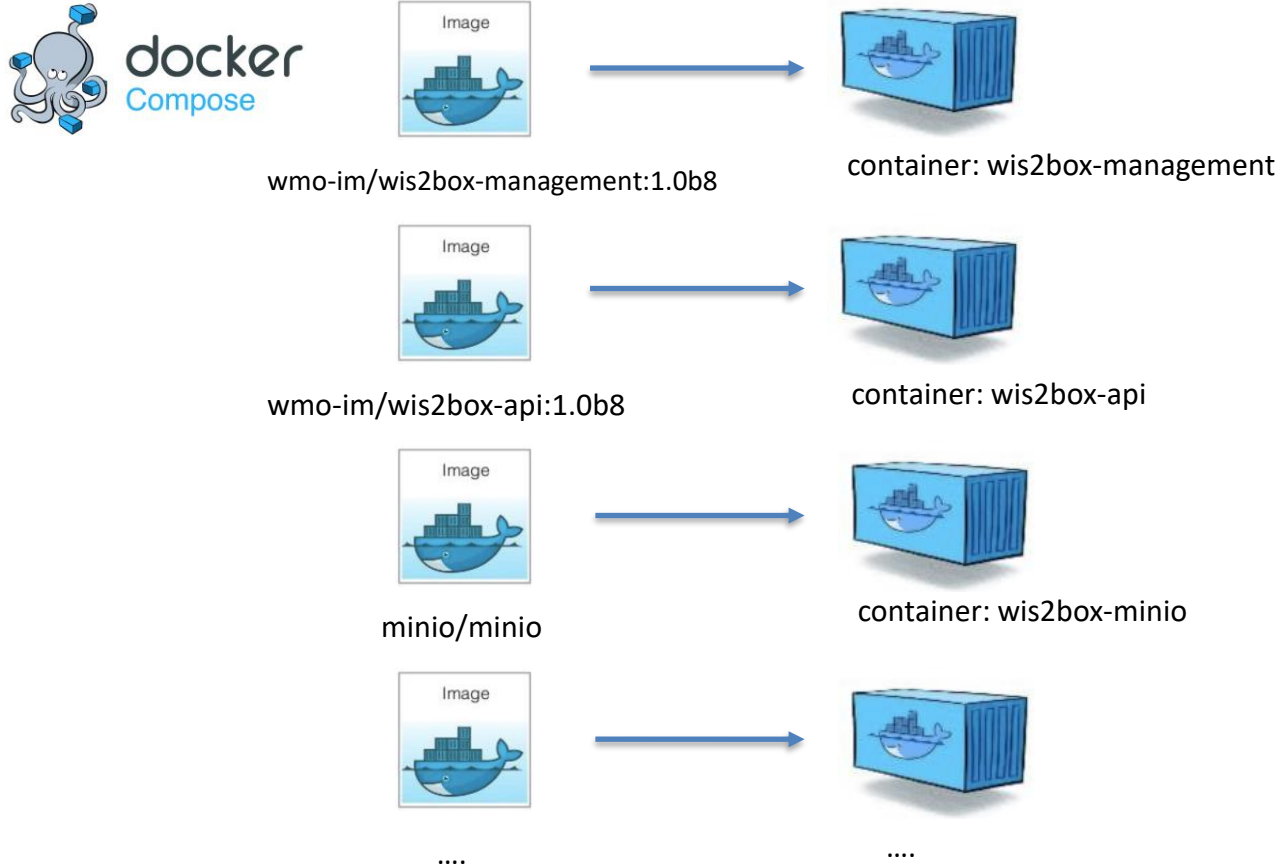 docker
Compose
Image
wmo-im/wis2box-management:1.0b8
container: wis2box-management
Image
wmo-im/wis2box-api:1.0b8
container: wis2box-api
Image
minio/minio
container: wis2box-minio
Image
....
....